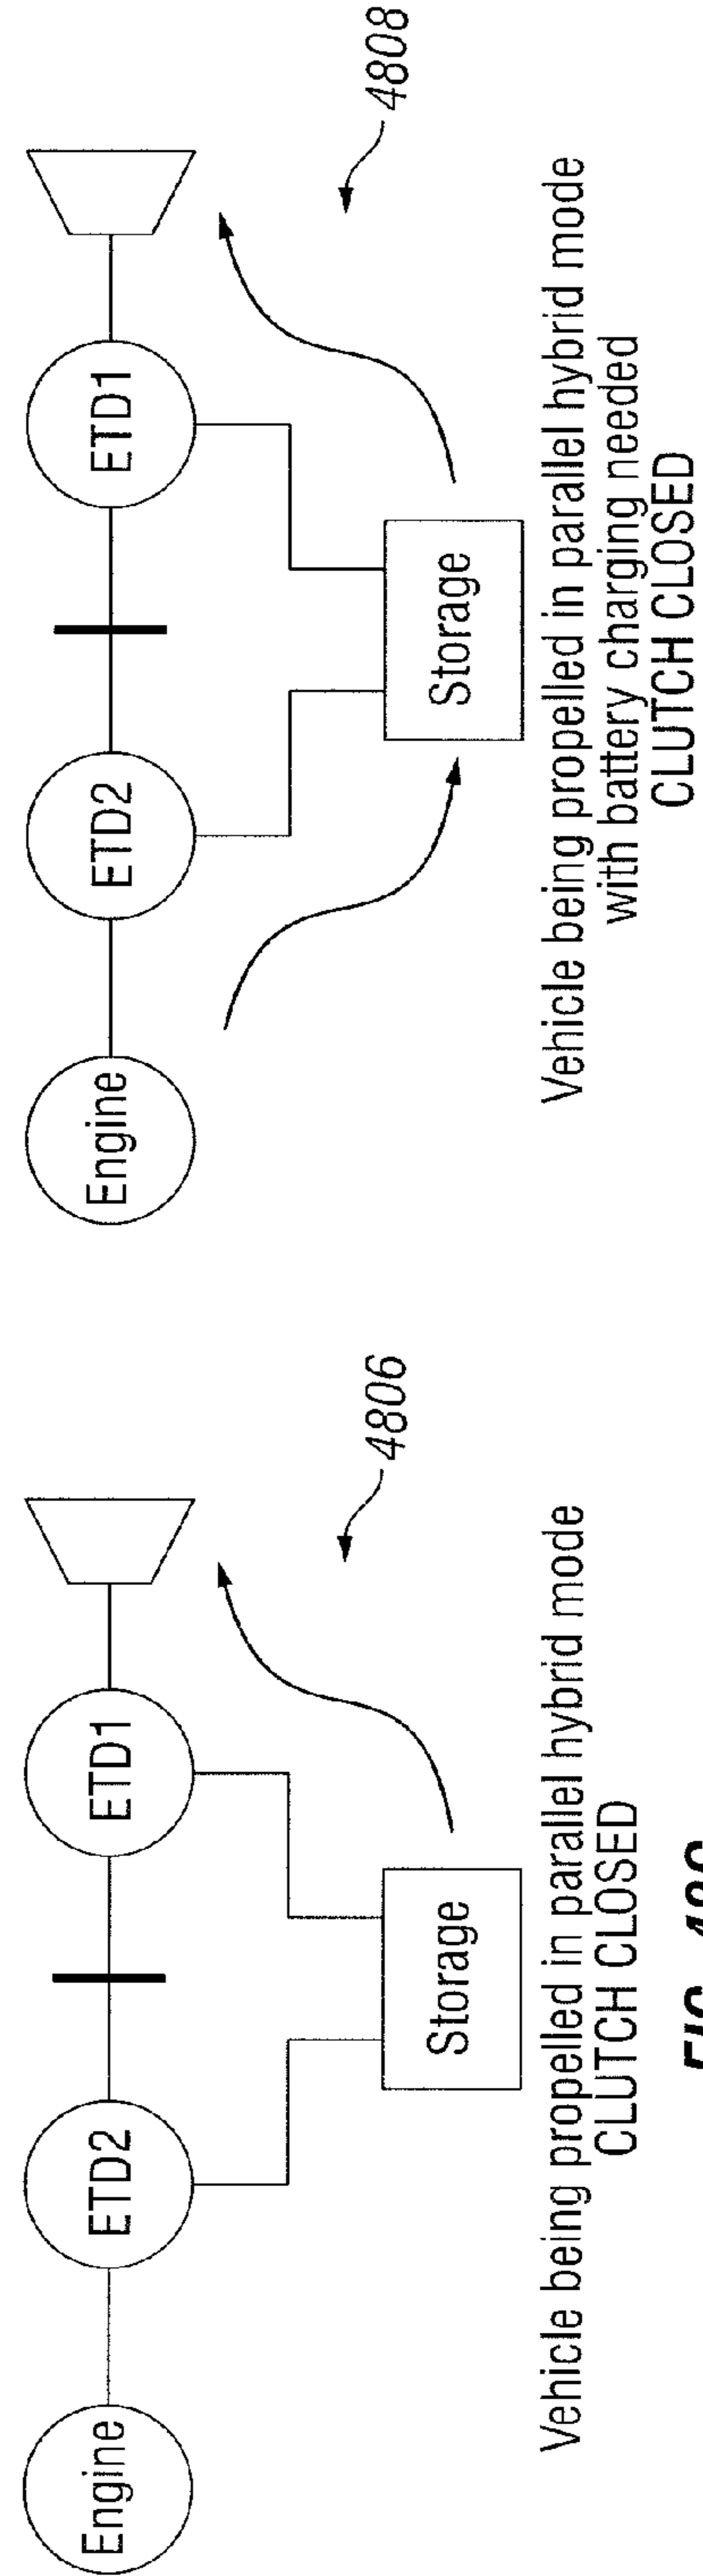 Engine
ETD2
ETD1
Storage
4806
Vehicle being propelled in parallel hybrid mode
CLUTCH CLOSED
Engine
ETD2
ETD1
Storage
4808
Vehicle being propelled in parallel hybrid mode
with battery charging needed
CLUTCH CLOSED